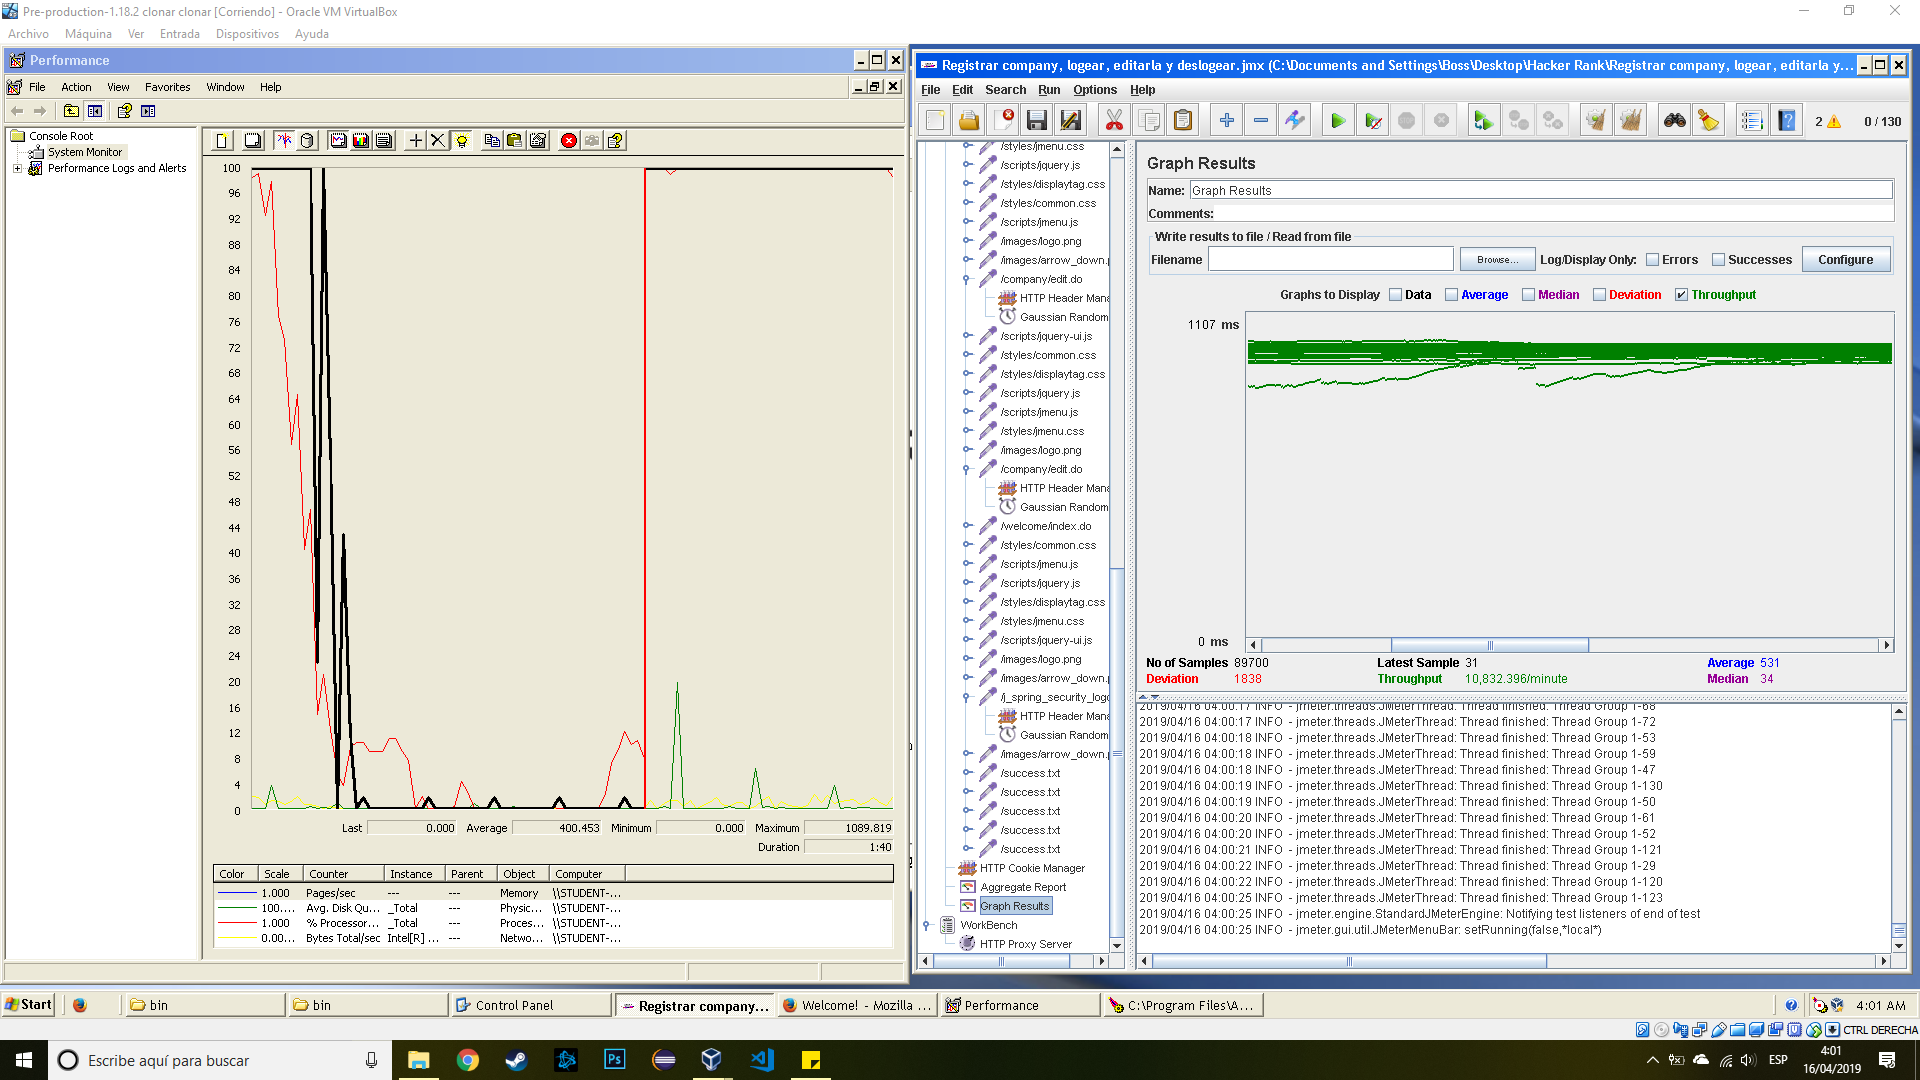 Pre-production-1.18.2 clonar clonar [Corriendo] - Oracle VM VirtualBox
Archivo Máquina Ver Entrada Dispositivos Ayuda
Performance
File Action View Favorites Window Help
Console Root
System Monitor
Performance Logs and Alerts
100
96
92
88
84
80
76
72
68
64
60
56
52
48
44
40
36
32
28
24
20
16
12
8
4
0
Last 0.000 Average 400.453 Minimum 0.000 Maximum 1089.819
Duration 1:40
Color Scale Counter Instance Parent Object Computer
1.000 Pages/sec --- --- Memory \\STUDENT-...
100.... Avg. Disk Qu... _Total --- Physic... \\STUDENT-...
1.000 % Processor... _Total --- Proces... \\STUDENT-...
0.00... Bytes Total/sec Intel[R] ... --- Netwo... \\STUDENT-...
Registrar company, logear, editarla y deslogear.jmx (C:\Documents and Settings\Boss\Desktop\Hacker Rank\Registrar company, logear, editarla y...
File Edit Search Run Options Help
2 0 / 130
/styles/jmenu.css
/scripts/jquery.js
/styles/displaytag.css
/styles/common.css
/scripts/jmenu.js
/images/logo.png
/images/arrow_down.p
/company/edit.do
HTTP Header Mana
Gaussian Random
/scripts/jquery-ui.js
/styles/common.css
/styles/displaytag.css
/scripts/jquery.js
/scripts/jmenu.js
/styles/jmenu.css
/images/logo.png
/company/edit.do
HTTP Header Mana
Gaussian Random
/welcome/index.do
/styles/common.css
/scripts/jmenu.js
/scripts/jquery.js
/styles/displaytag.css
/styles/jmenu.css
/scripts/jquery-ui.js
/images/logo.png
/images/arrow_down.p
/j_spring_security_logo
HTTP Header Mana
Gaussian Random
/images/arrow_down.p
/success.txt
/success.txt
/success.txt
/success.txt
/success.txt
HTTP Cookie Manager
Aggregate Report
Graph Results
WorkBench
HTTP Proxy Server
Graph Results
Name: Graph Results
Comments:
Write results to file / Read from file
Filename Browse... Log/Display Only: Errors Successes Configure
Graphs to Display Data Average Median Deviation Throughput
1107 ms
0 ms
No of Samples 89700 Latest Sample 31 Average 531
Deviation 1838 Throughput 10,832.396/minute Median 34
2019/04/16 04:00:17 INFO - jmeter.threads.JMeterThread: Thread finished: Thread Group 1-68
2019/04/16 04:00:17 INFO - jmeter.threads.JMeterThread: Thread finished: Thread Group 1-72
2019/04/16 04:00:18 INFO - jmeter.threads.JMeterThread: Thread finished: Thread Group 1-53
2019/04/16 04:00:18 INFO - jmeter.threads.JMeterThread: Thread finished: Thread Group 1-59
2019/04/16 04:00:18 INFO - jmeter.threads.JMeterThread: Thread finished: Thread Group 1-47
2019/04/16 04:00:19 INFO - jmeter.threads.JMeterThread: Thread finished: Thread Group 1-130
2019/04/16 04:00:19 INFO - jmeter.threads.JMeterThread: Thread finished: Thread Group 1-50
2019/04/16 04:00:20 INFO - jmeter.threads.JMeterThread: Thread finished: Thread Group 1-61
2019/04/16 04:00:20 INFO - jmeter.threads.JMeterThread: Thread finished: Thread Group 1-52
2019/04/16 04:00:21 INFO - jmeter.threads.JMeterThread: Thread finished: Thread Group 1-121
2019/04/16 04:00:22 INFO - jmeter.threads.JMeterThread: Thread finished: Thread Group 1-29
2019/04/16 04:00:22 INFO - jmeter.threads.JMeterThread: Thread finished: Thread Group 1-120
2019/04/16 04:00:25 INFO - jmeter.threads.JMeterThread: Thread finished: Thread Group 1-123
2019/04/16 04:00:25 INFO - jmeter.engine.StandardJMeterEngine: Notifying test listeners of end of test
2019/04/16 04:00:25 INFO - jmeter.gui.util.JMeterMenuBar: setRunning(false,*local*)
Start bin bin Control Panel Registrar company,... Welcome! - Mozilla ... Performance C:\Program Files\A... 4:01 AM
CTRL DERECHA
Escribe aquí para buscar
ESP
4:01
16/04/2019